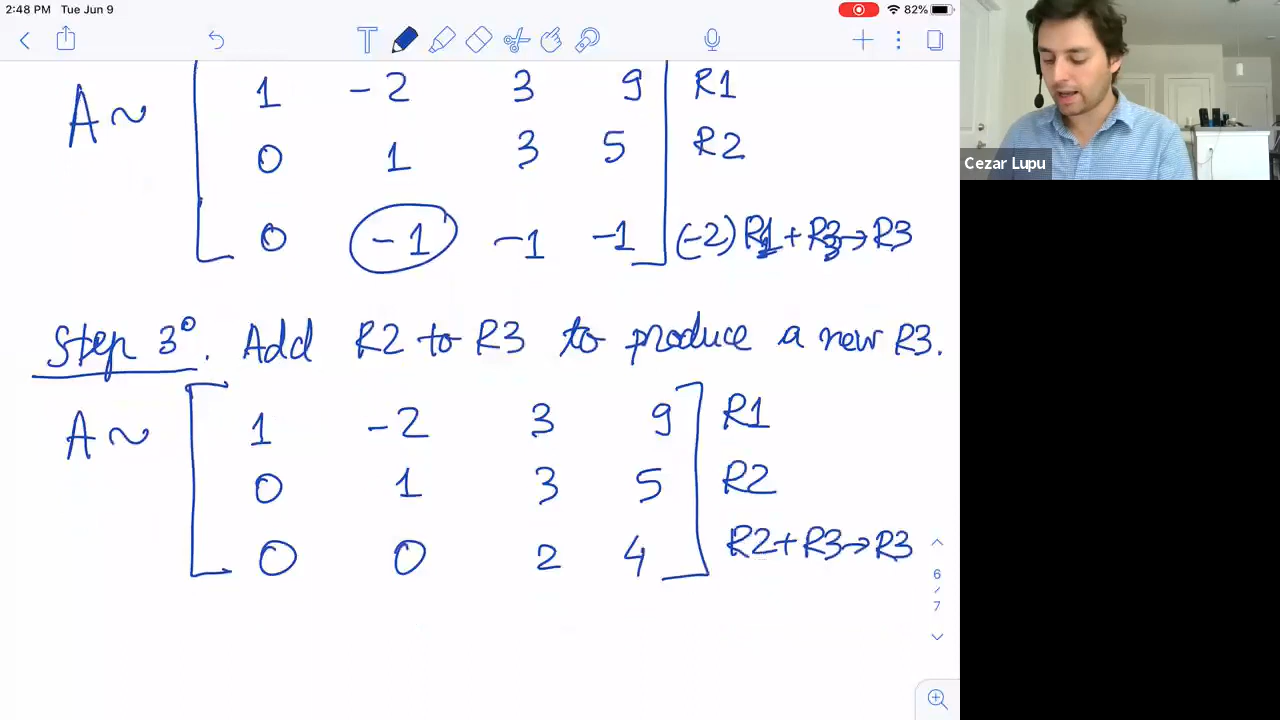 2:48 PM Tue Jun 9 82%
1 -2 3 9 R1
A ~
0 1 3 5 R2
0 -1 -1 -1 (-2) R1 + R3 → R3
Step 3°. Add R2 to R3 to produce a new R3.
1 -2 3 9 R1
A ~
0 1 3 5 R2
0 0 2 4 R2 + R3 → R3
6
/
7
T
Cezar Lupu